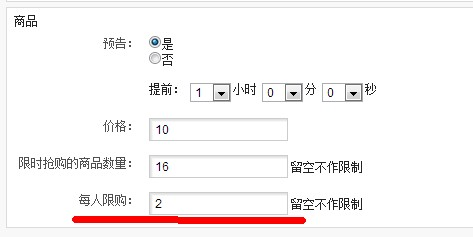 商品
预告： 是
否
提前： 1 小时 0 分 0 秒
价格： 10
限时抢购的商品数量： 16 留空不作限制
每人限购： 2 留空不作限制